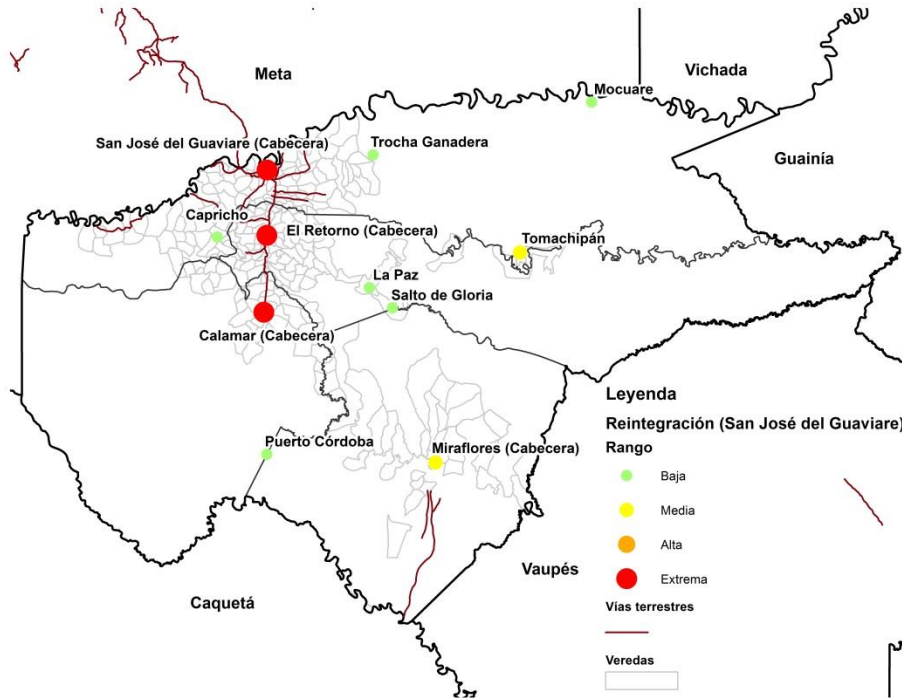 Meta
Vichada
Mocuare
San José del Guaviare (Cabecera)
Trocha Ganadera
Guainía
Capricho
El Retorno (Cabecera)
Tomachipán
La Paz
Salto de Gloria
Calamar (Cabecera)
Leyenda
Reintegración (San José del Guaviare)
Rango
Baja
Media
Alta
Extrema
Vías terrestres
Veredas
Puerto Córdoba
Miraflores (Cabecera)
Vaupés
Caquetá